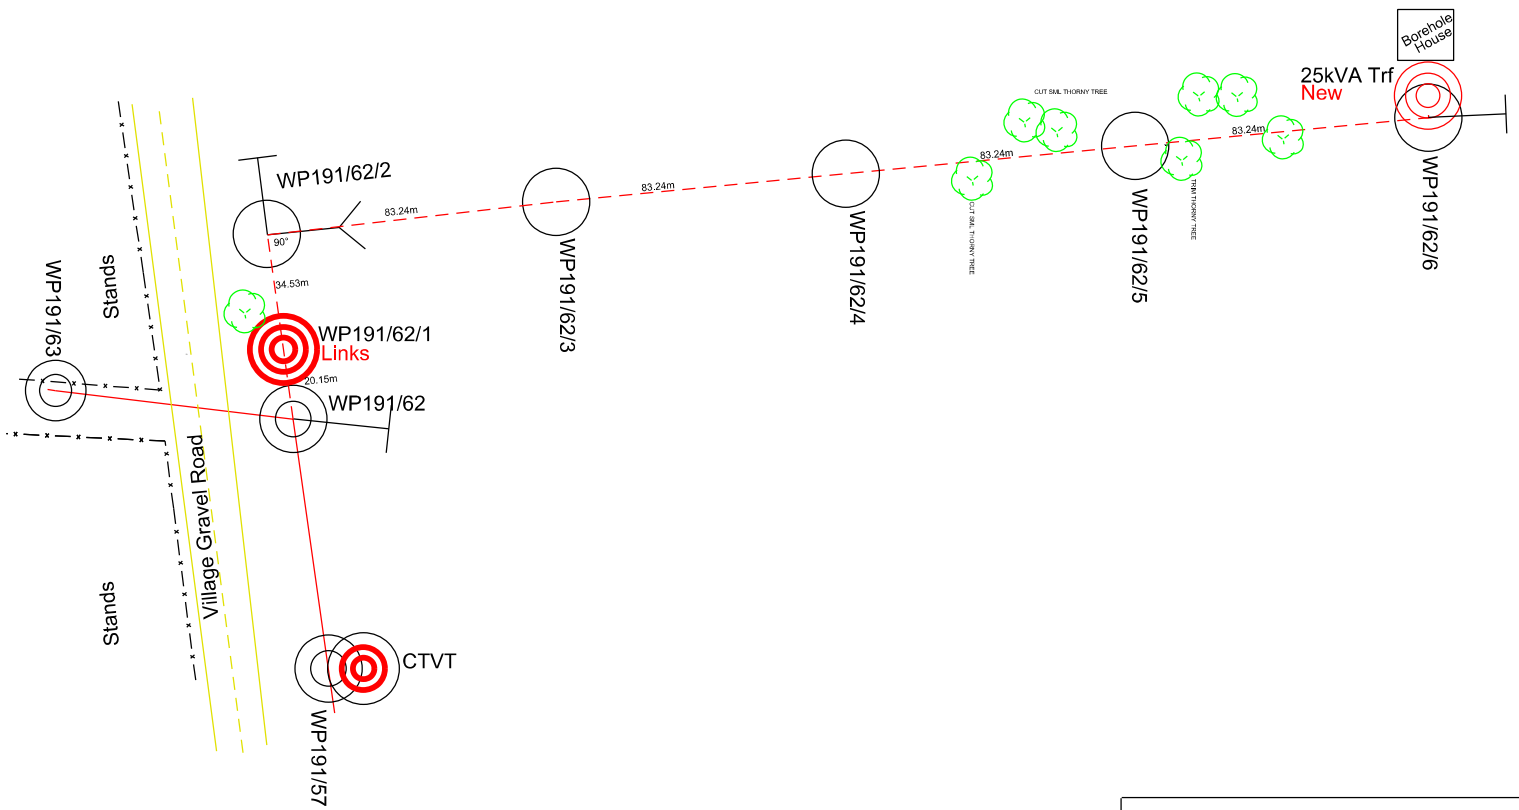 Borehole
House
25kVA Trf
New
CUT SML THORNY TREE
83.24m
83.24m
83.24m
83.24m
WP191/62/2
90°
WP191/62/3
WP191/62/4
CUT SML THORNY TREE
WP191/62/5
TRIM THORNY TREE
WP191/62/6
34.53m
Stands
WP191/63
WP191/62/1
Links
20.15m
WP191/62
Village Gravel Road
Stands
CTVT
WP191/57